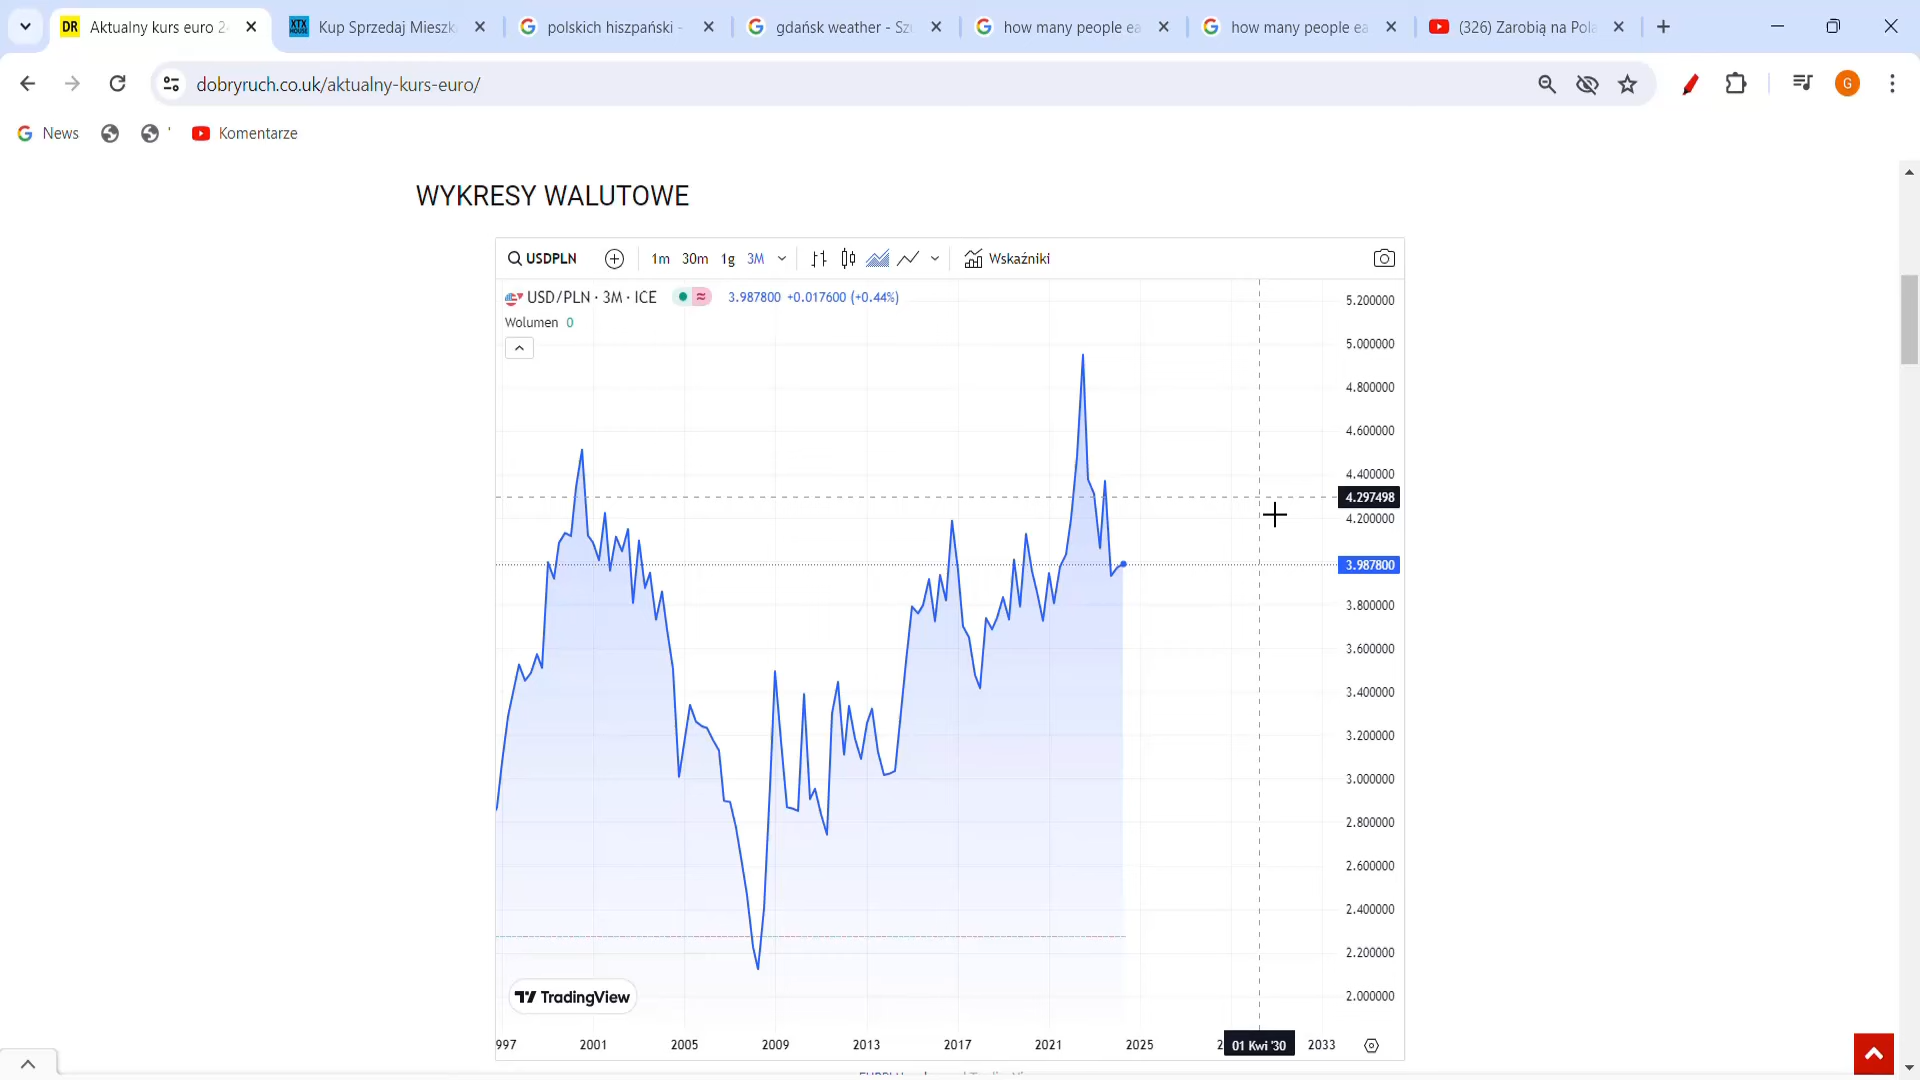 DR Aktualny kurs euro 2
XTX HOUSE Kup Sprzedaj Mieszk
polskich hiszpański -
gdańsk weather - Sz
how many people ea
how many people ea
(326) Zarobią na Pola
dobryruch.co.uk/aktualny-kurs-euro/
G
News
'
Komentarze
WYKRESY WALUTOWE
USDPLN 1m 30m 1g 3M Wskaźniki
USD/PLN · 3M · ICE 3.987800 +0.017600 (+0.44%)
Wolumen 0
5.200000
5.000000
4.800000
4.600000
4.400000
4.297498
4.200000
3.987800
3.800000
3.600000
3.400000
3.200000
3.000000
2.800000
2.600000
2.400000
2.200000
2.000000
TradingView
997 2001 2005 2009 2013 2017 2021 2025 2 01 Kwi '30 2033